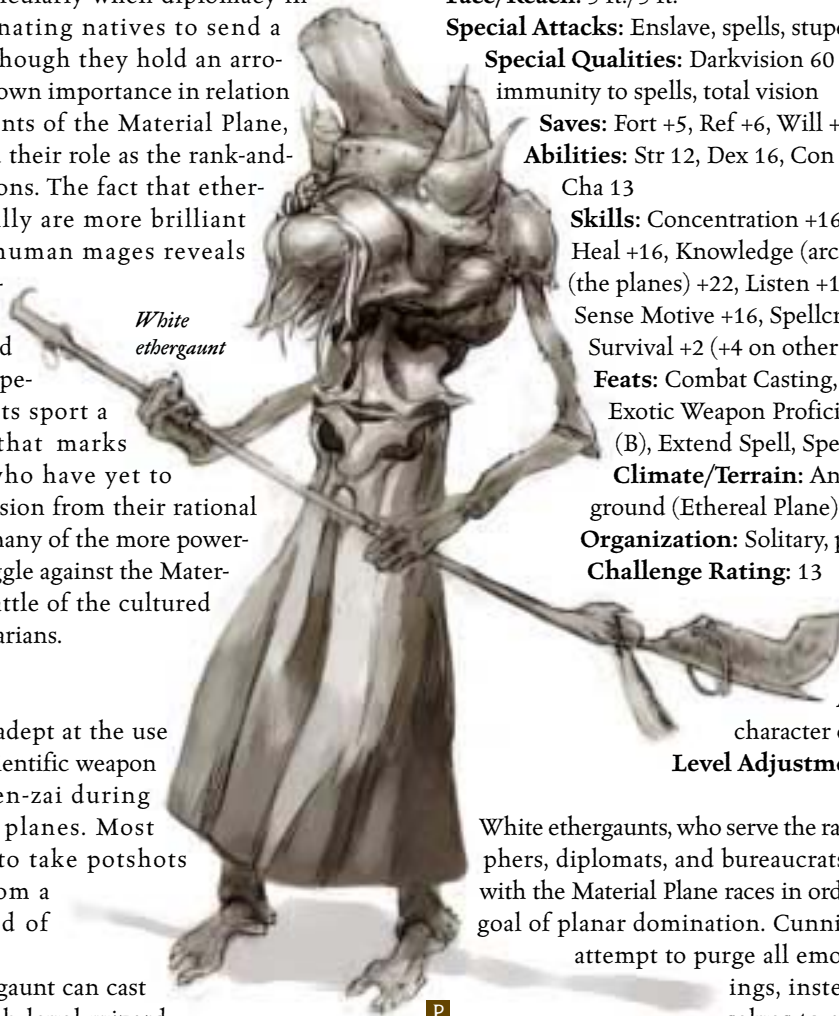 nating natives to send a
hough they hold an arro-
own importance in relation
nts of the Material Plane,
their role as the rank-and-
ons. The fact that ether-
lly are more brilliant
human mages reveals
-
White
ethergaunt
d
pe-
ts sport a
that marks
who have yet to
sion from their rational
many of the more power-
ggle against the Mater-
ttle of the cultured
arians.
adept at the use
ientific weapon
en-zai during
planes. Most
to take potshots
om a
d of
gaunt can cast
Special Attacks: Enslave, spells, stup
Special Qualities: Darkvision 60
immunity to spells, total vision
Saves: Fort +5, Ref +6, Will +
Abilities: Str 12, Dex 16, Con
Cha 13
Skills: Concentration +16
Heal +16, Knowledge (arc
(the planes) +22, Listen +1
Sense Motive +16, Spellcr
Survival +2 (+4 on other
Feats: Combat Casting,
Exotic Weapon Profici
(B), Extend Spell, Spe
Climate/Terrain: An
ground (Ethereal Plane)
Organization: Solitary, p
Challenge Rating: 13
character
Level Adjustme
White ethergaunts, who serve the ra
phers, diplomats, and bureaucrats
with the Material Plane races in ord
goal of planar domination. Cunni
attempt to purge all emo
ings, inste
P